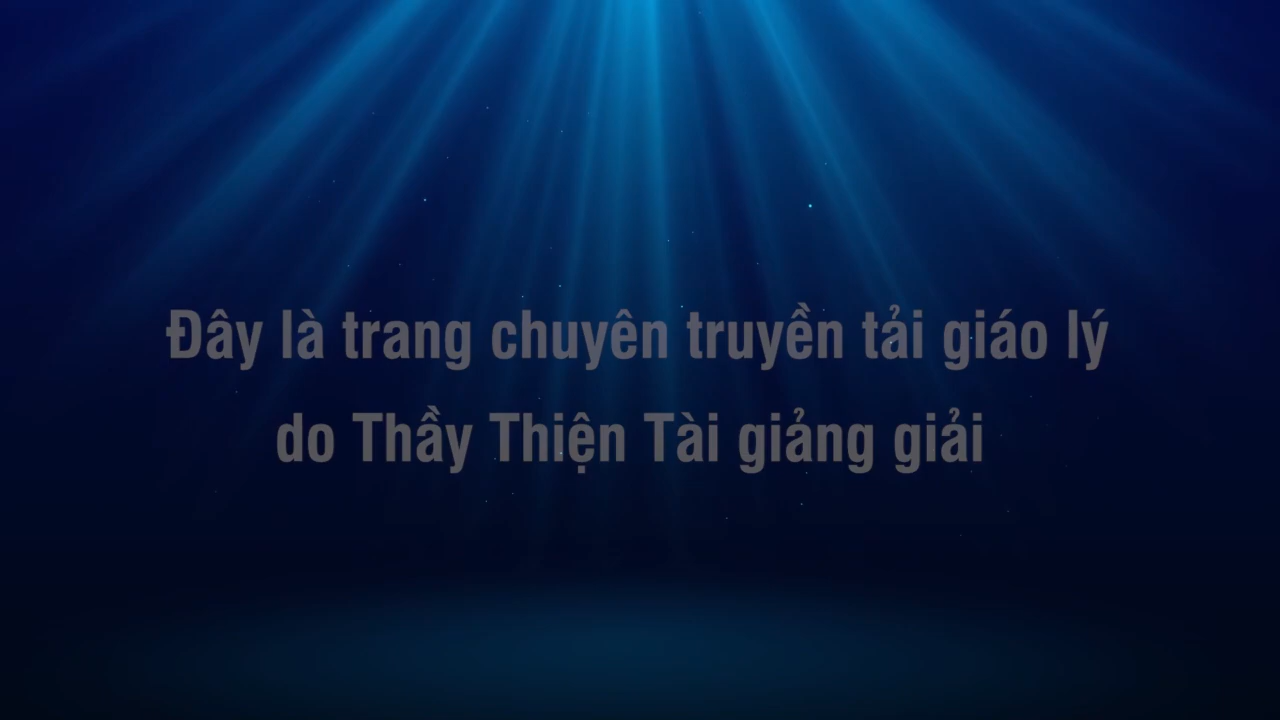 Đây là trang chuyên truyền tải giáo lý
do Thầy Thiện Tài giảng giải